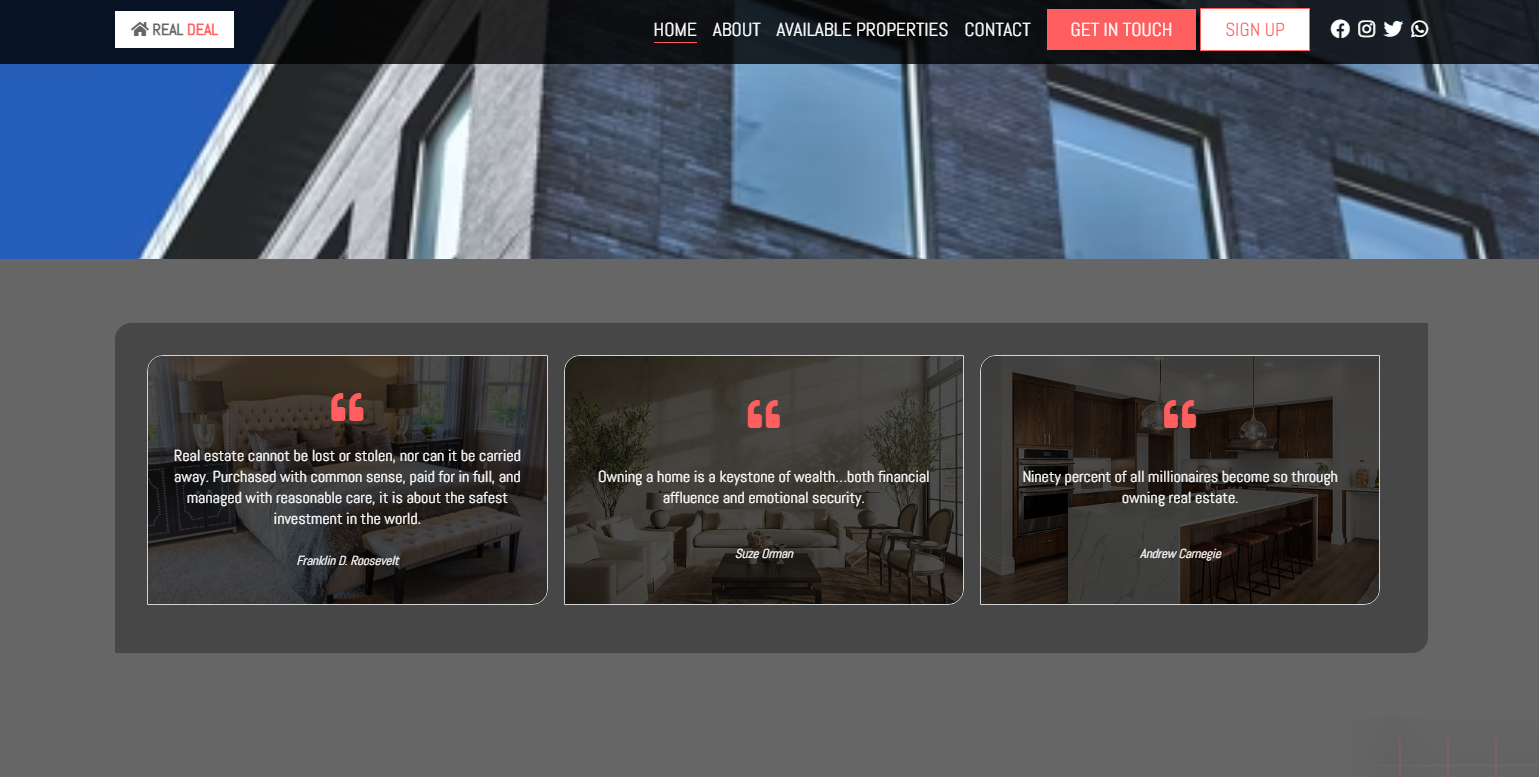 REAL DEAL
HOME ABOUT AVAILABLE PROPERTIES CONTACT GET IN TOUCH SIGN UP
Real estate cannot be lost or stolen, nor can it be carried
away. Purchased with common sense, paid for in full, and
managed with reasonable care, it is about the safest
investment in the world.
Franklin D. Roosevelt
Owning a home is a keystone of wealth...both financial
affluence and emotional security.
Suze Orman
Ninety percent of all millionaires become so through
owning real estate.
Andrew Carnegie